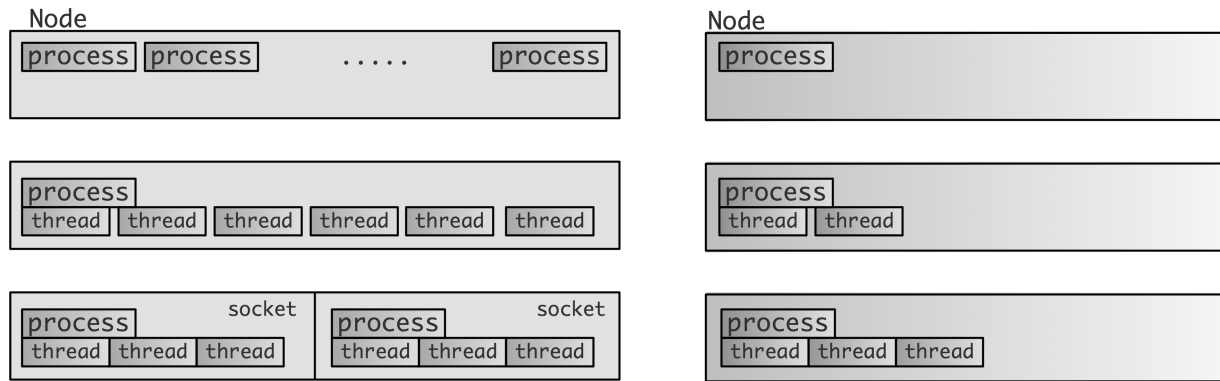 Node
process process ..... process
process
thread thread thread thread thread thread
socket
process
thread thread thread
socket
process
thread thread thread
Node
process
process
thread thread
process
thread thread thread